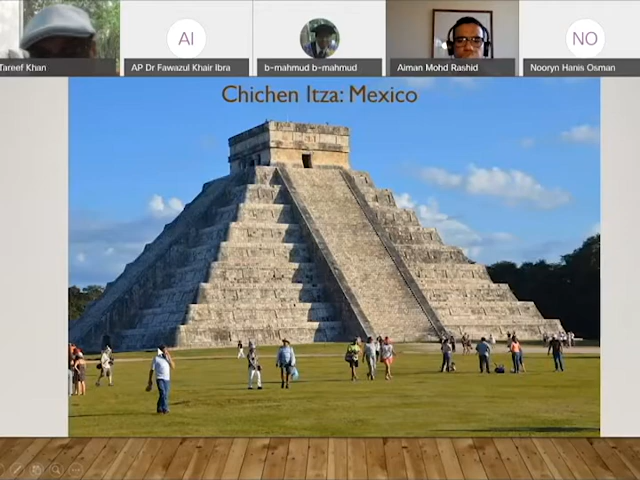 Tareef Khan
AI
AP Dr Fawazul Khair Ibra
b-mahmud b-mahmud
Aiman Mohd Rashid
NO
Nooryn Hanis Osman
Chichen Itza: Mexico